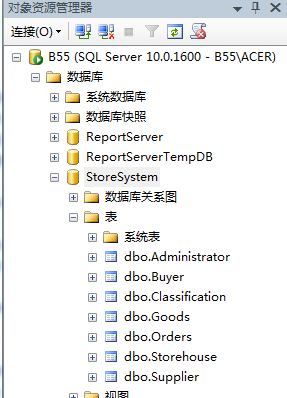 对象资源管理器
连接(O)
B55 (SQL Server 10.0.1600 - B55\ACER)
数据库
系统数据库
数据库快照
ReportServer
ReportServerTempDB
StoreSystem
数据库关系图
表
系统表
dbo.Administrator
dbo.Buyer
dbo.Classification
dbo.Goods
dbo.Orders
dbo.Storehouse
dbo.Supplier
视图